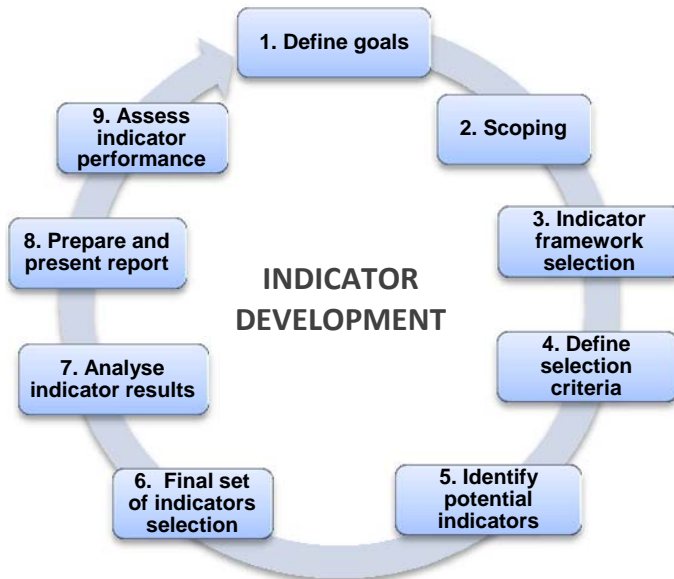 1. Define goals
2. Scoping
3. Indicator
framework
selection
4. Define
selection
criteria
5. Identify
potential
indicators
6. Final set
of indicators
selection
7. Analyse
indicator results
8. Prepare and
present report
9. Assess
indicator
performance
INDICATOR
DEVELOPMENT